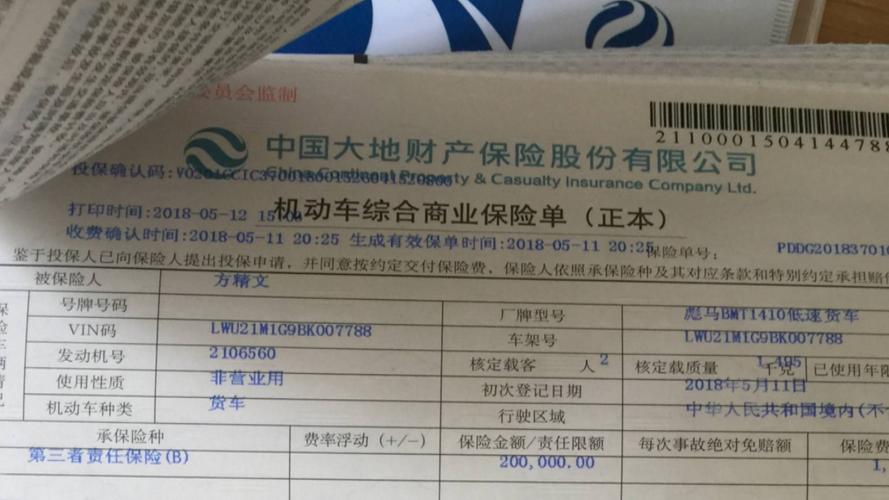 委员会监制
2110001504144788
中国大地财产保险股份有限公司
China Continent Property & Casualty Insurance Company Ltd.
投保确认码:
打印时间:2018-05-12
机动车综合商业保险单（正本）
收费确认时间:2018-05-11 20:25 生成有效保单时间:2018-05-11 20:25
保险单号: PDDG201837010
鉴于投保人已向保险人提出投保申请，并同意按约定交付保险费，保险人依照承保险种及其对应条款和特别约定承担赔
被保险人 方精文
号牌号码 厂牌型号 彪马BMT1410低速货车
VIN码 LWU21M1G9BK007788 车架号 LWU21M1G9BK007788
发动机号 2106560 核定载客 人 2 核定载质量 1,495 千克 已使用年限
使用性质 非营业用 初次登记日期 2018年5月11日
机动车种类 货车 行驶区域 中华人民共和国境内(不
承保险种 费率浮动（+/-） 保险金额/责任限额 每次事故绝对免赔额 保险费
第三者责任保险(B) 200,000.00 1,